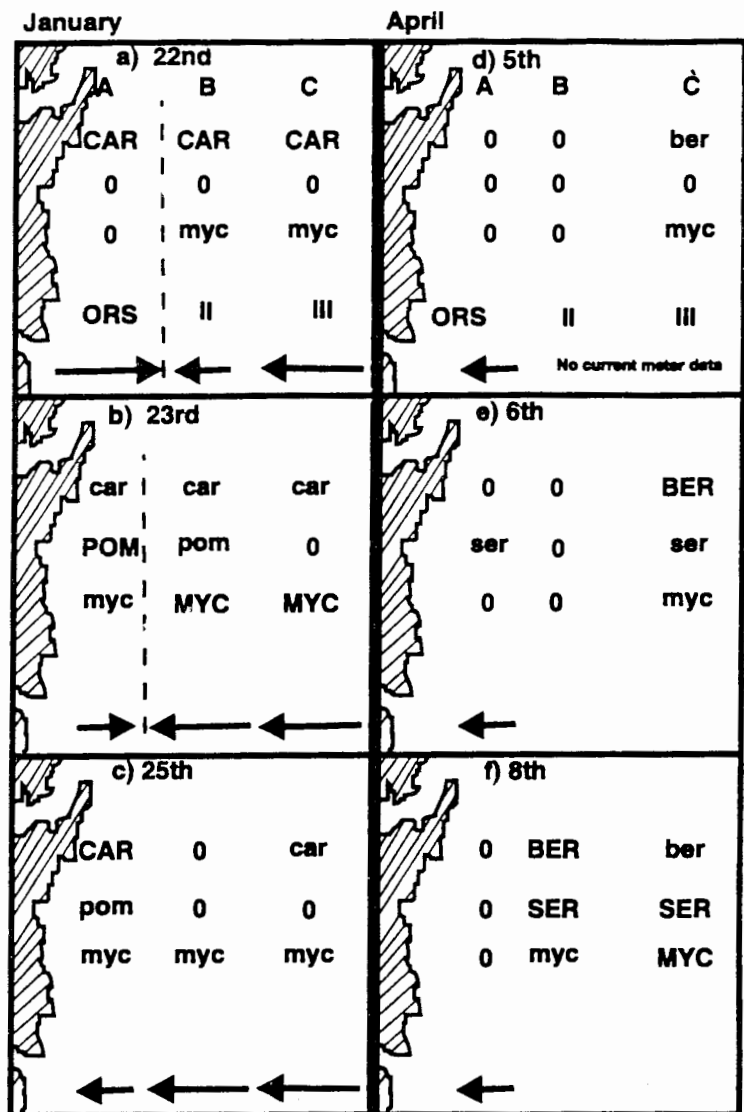 January
a) 22nd
A B C
CAR CAR CAR
0 0 0
0 myc myc
ORS II III
b) 23rd
car car car
POM pom 0
myc MYC MYC
c) 25th
CAR 0 car
pom 0 0
myc myc myc
April
d) 5th
A B C̀
0 0 ber
0 0 0
0 0 myc
ORS II III
No current meter data
e) 6th
0 0 BER
ser 0 ser
0 0 myc
f) 8th
0 BER ber
0 SER SER
0 myc MYC